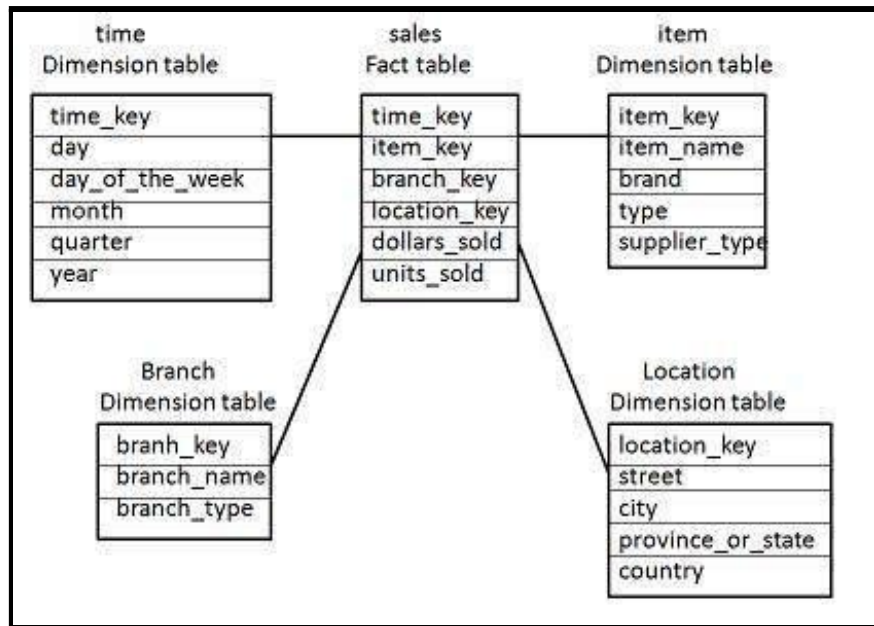 time
Dimension table
time_key
day
day_of_the_week
month
quarter
year
sales
Fact table
time_key
item_key
branch_key
location_key
dollars_sold
units_sold
item
Dimension table
item_key
item_name
brand
type
supplier_type
Branch
Dimension table
branh_key
branch_name
branch_type
Location
Dimension table
location_key
street
city
province_or_state
country